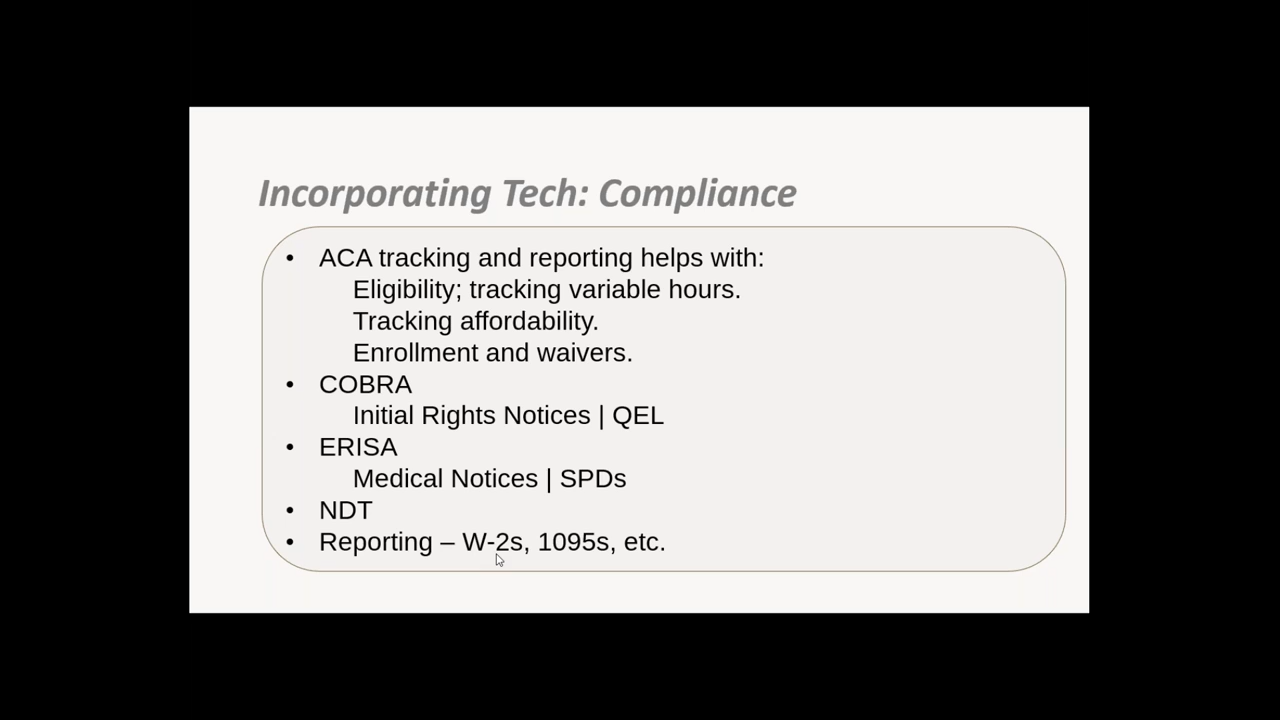 Incorporating Tech: Compliance
• ACA tracking and reporting helps with:
Eligibility; tracking variable hours.
Tracking affordability.
Enrollment and waivers.
• COBRA
Initial Rights Notices | QEL
• ERISA
Medical Notices | SPDs
• NDT
• Reporting – W-2s, 1095s, etc.